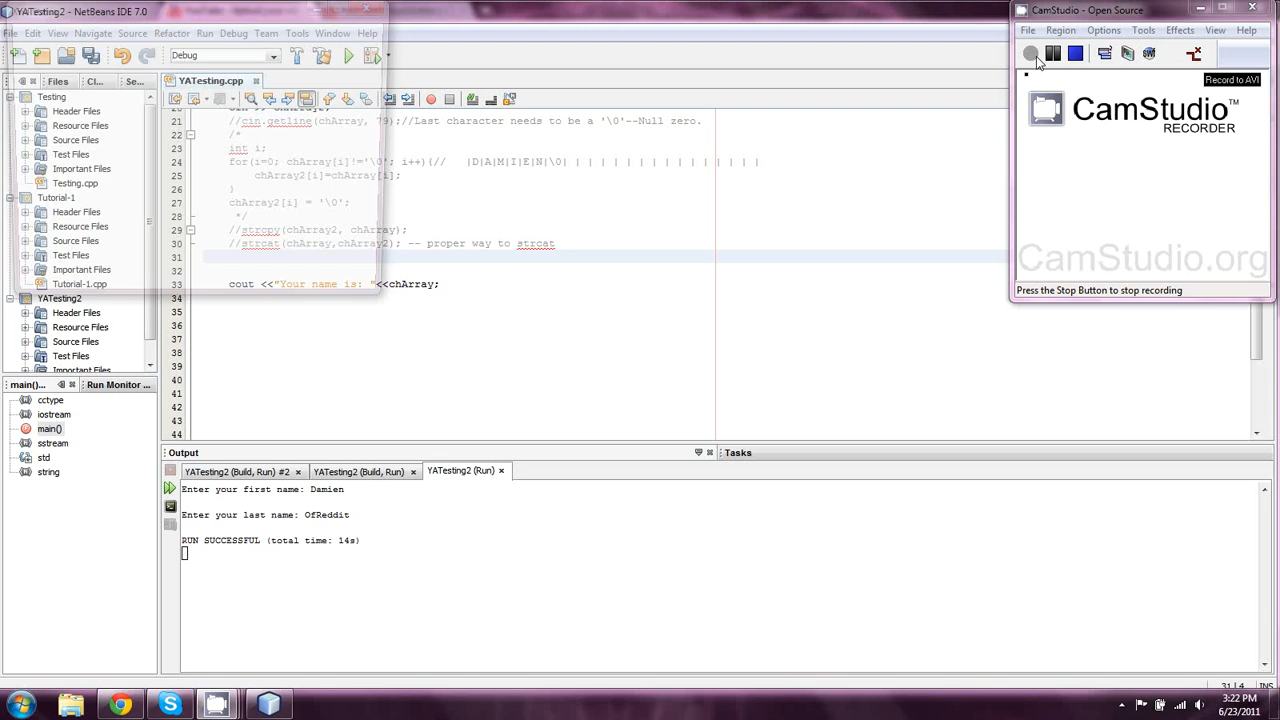 YATesting2 - NetBeans IDE 7.0
File Edit View Navigate Source Refactor Run Debug Team Tools Window Help
Debug
Files Cl... Se...
YATesting.cpp
Testing
Header Files
Resource Files
Source Files
Test Files
Important Files
Testing.cpp
Tutorial-1
Header Files
Resource Files
Source Files
Test Files
Important Files
Tutorial-1.cpp
YATesting2
Header Files
Resource Files
Source Files
Test Files
Important Files
21 //cin.getline(chArray, 79);//Last character needs to be a '\0'--Null zero.
22 /*
23 int i;
24 for(i=0; chArray[i]!='\0'; i++){// |D|A|M|I|E|N|\0| | | | | | | | | | | | | | | |
25 chArray2[i]=chArray[i];
26 }
27 chArray2[i] = '\0';
28 */
29 //strcpy(chArray2, chArray);
30 //strcat(chArray,chArray2); -- proper way to strcat
31
32
33 cout <<"Your name is: "<<chArray;
34
35
36
37
38
39
40
41
42
43
44
main()... Run Monitor ...
cctype
iostream
main()
sstream
std
string
Output
Tasks
YATesting2 (Build, Run) #2 YATesting2 (Build, Run) YATesting2 (Run)
Enter your first name: Damien
Enter your last name: OfReddit
RUN SUCCESSFUL (total time: 14s)
31 | 4 INS
CamStudio - Open Source
File Region Options Tools Effects View Help
Record to AVI
CamStudio™
RECORDER
CamStudio.org
Press the Stop Button to stop recording
3:22 PM
6/23/2011